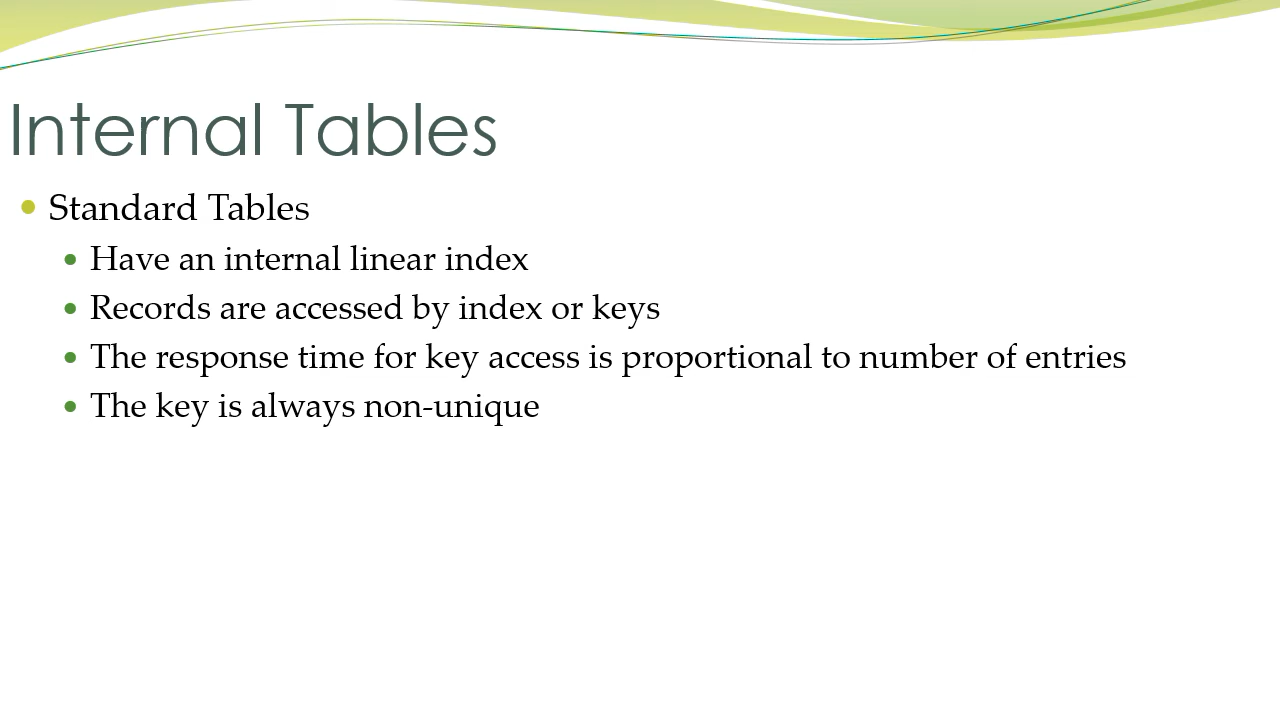 Internal Tables
Standard Tables
Have an internal linear index
Records are accessed by index or keys
The response time for key access is proportional to number of entries
The key is always non-unique